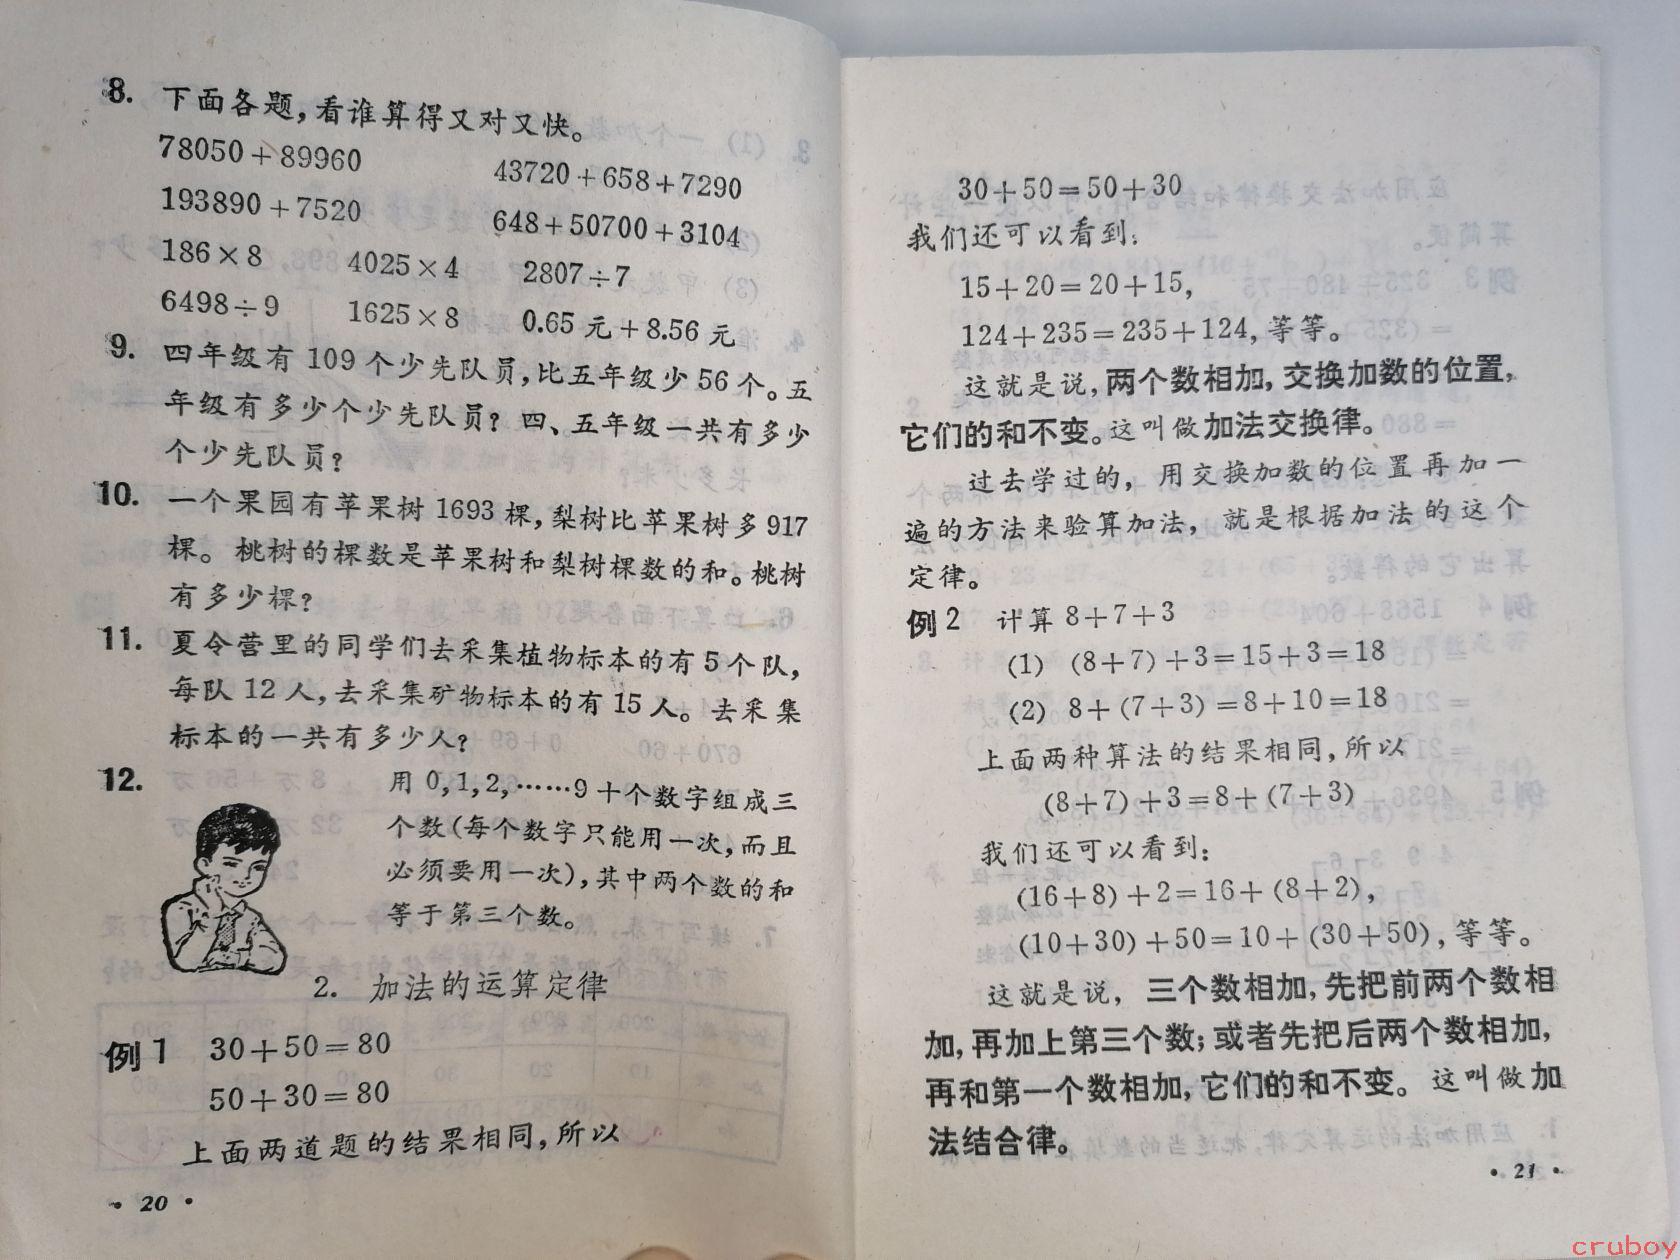 8. 下面各题,看谁算得又对又快。
78050+89960 43720+658+7290
193890+7520 648+50700+3104
186×8 4025×4 2807÷7
6498÷9 1625×8 0.65元+8.56元
9. 四年级有109个少先队员,比五年级少56个。五
年级有多少个少先队员?四、五年级一共有多少
个少先队员?
10. 一个果园有苹果树1693棵,梨树比苹果树多917
棵。桃树的棵数是苹果树和梨树棵数的和。桃树
有多少棵?
11. 夏令营里的同学们去采集植物标本的有5个队,
每队12人,去采集矿物标本的有15人。去采集
标本的一共有多少人?
12. 用0,1,2,……9十个数字组成三
个数(每个数字只能用一次,而且
必须要用一次),其中两个数的和
等于第三个数。
2. 加法的运算定律
例1 30+50=80
50+30=80
上面两道题的结果相同,所以
· 20 ·
30+50=50+30
我们还可以看到:
15+20=20+15,
124+235=235+124,等等。
这就是说,两个数相加,交换加数的位置,
它们的和不变。这叫做加法交换律。
过去学过的,用交换加数的位置再加一
遍的方法来验算加法,就是根据加法的这个
定律。
例2 计算8+7+3
(1) (8+7)+3=15+3=18
(2) 8+(7+3)=8+10=18
上面两种算法的结果相同,所以
(8+7)+3=8+(7+3)
我们还可以看到:
(16+8)+2=16+(8+2),
(10+30)+50=10+(30+50),等等。
这就是说,三个数相加,先把前两个数相
加,再加上第三个数;或者先把后两个数相加,
再和第一个数相加,它们的和不变。这叫做加
法结合律。
· 21 ·
cruboy